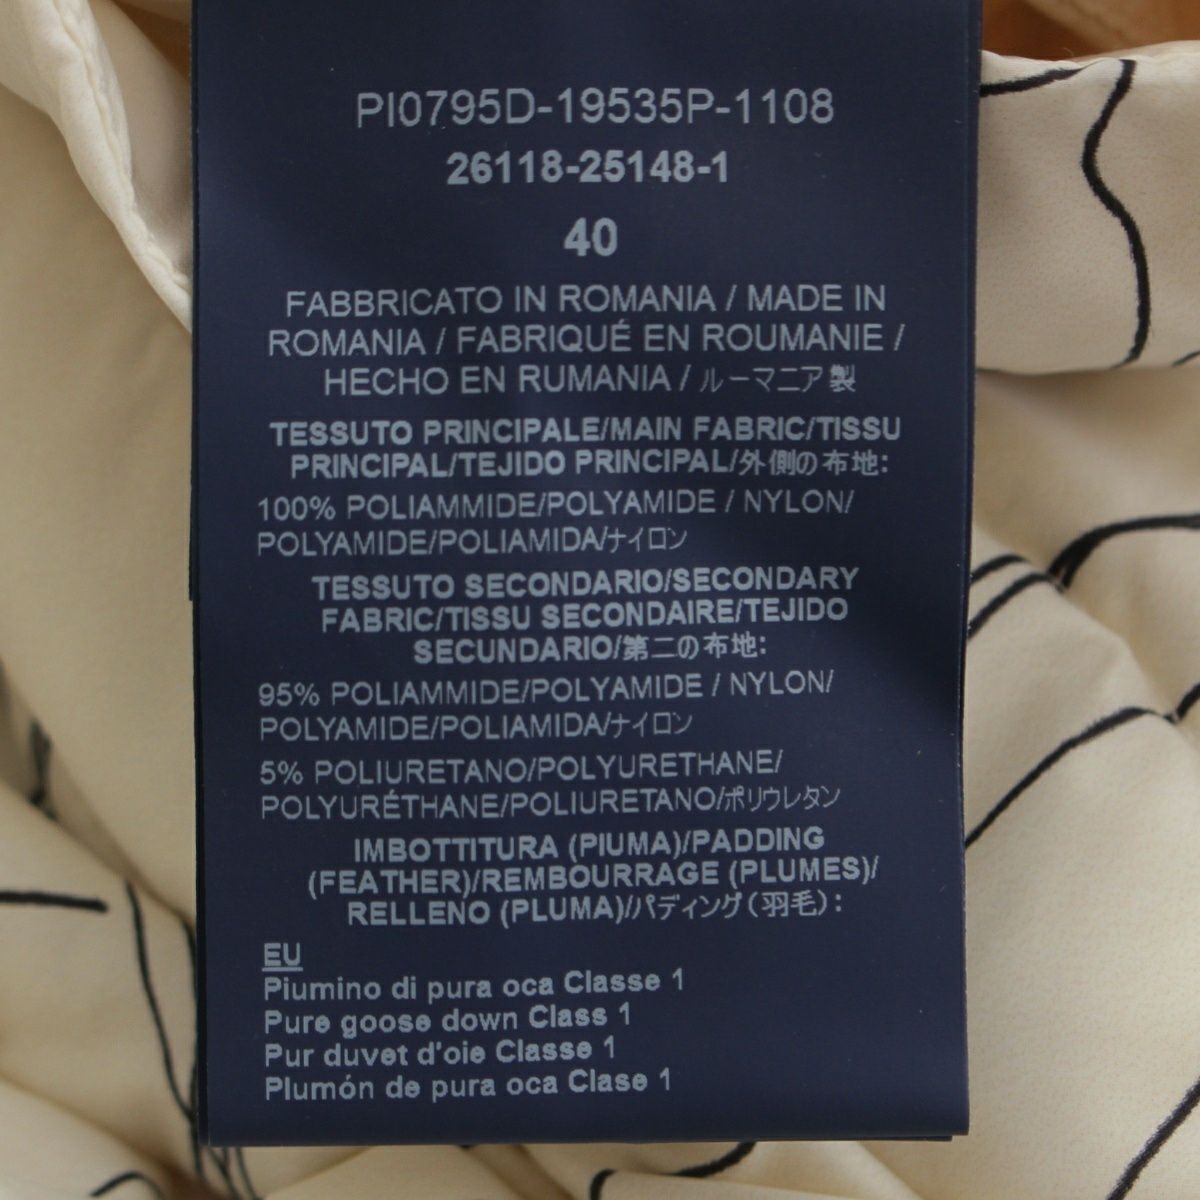 PI0795D-19535P-1108
26118-25148-1
40
FABBRICATO IN ROMANIA / MADE IN
ROMANIA / FABRIQUÉ EN ROUMANIE /
HECHO EN RUMANIA / ルーマニア製
TESSUTO PRINCIPALE/MAIN FABRIC/TISSU
PRINCIPAL/TEJIDO PRINCIPAL/外側の布地:
100% POLIAMMIDE/POLYAMIDE / NYLON/
POLYAMIDE/POLIAMIDA/ナイロン
TESSUTO SECONDARIO/SECONDARY
FABRIC/TISSU SECONDAIRE/TEJIDO
SECUNDARIO/第二の布地:
95% POLIAMMIDE/POLYAMIDE / NYLON/
POLYAMIDE/POLIAMIDA/ナイロン
5% POLIURETANO/POLYURETHANE/
POLYURÉTHANE/POLIURETANO/ポリウレタン
IMBOTTITURA (PIUMA)/PADDING
(FEATHER)/REMBOURRAGE (PLUMES)/
RELLENO (PLUMA)/パディング(羽毛):
EU
Piumino di pura oca Classe 1
Pure goose down Class 1
Pur duvet d'oie Classe 1
Plumón de pura oca Clase 1